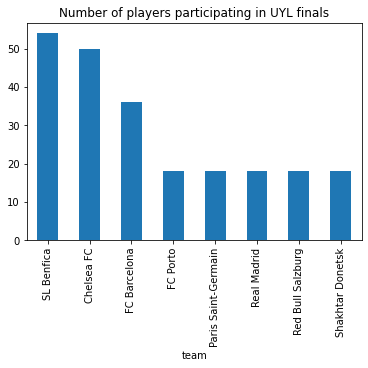 Number of players participating in UYL finals
50
40
30
20
10
0
SL Benfica
Chelsea FC
FC Barcelona
FC Porto
Paris Saint-Germain
Real Madrid
Red Bull Salzburg
Shakhtar Donetsk
team